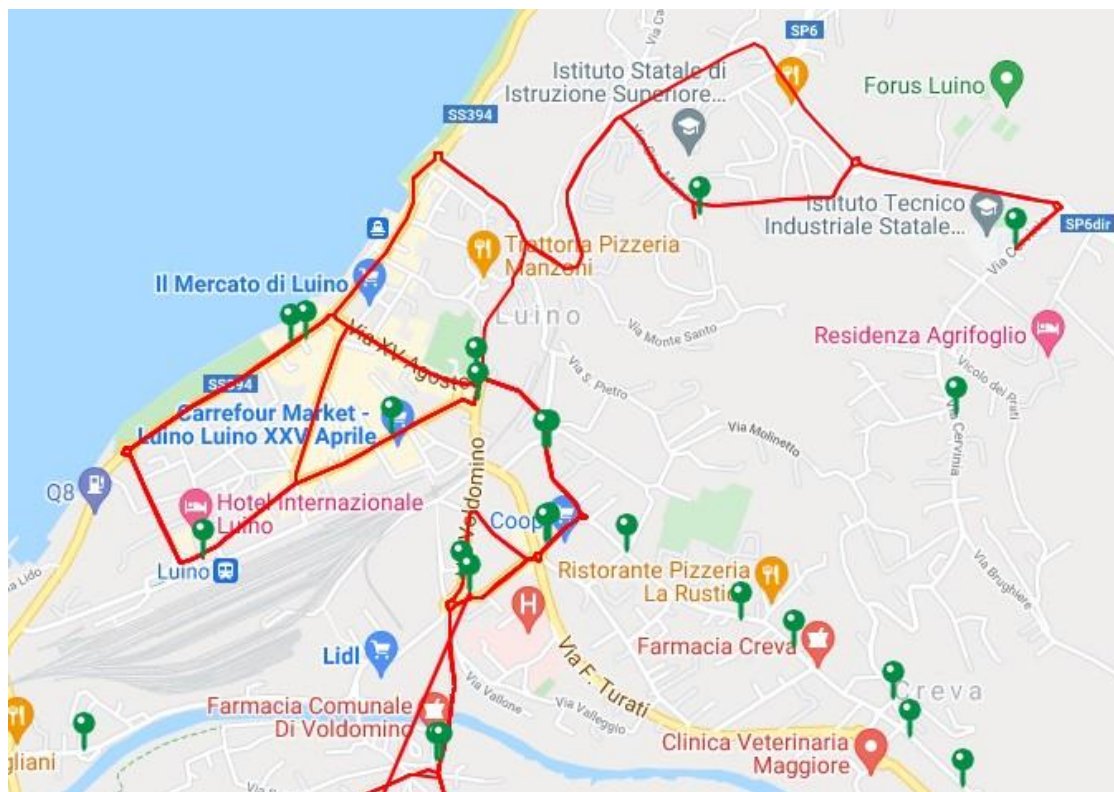 SP6
Via Ca
Istituto Statale di
Istruzione Superiore...
Forus Luino
SS394
Istituto Tecnico
Industriale Statale...
SP6dir
Trattoria Pizzeria
Manzoni
Il Mercato di Luino
Luino
Via Monte Santo
Residenza Agrifoglio
Via XV Agosto
SS394
Via S. Pietro
Vicolo dei Prati
Carrefour Market -
Luino Luino XXV Aprile
Via Molinetto
Via Cervinia
Voldomino
Q8
Hotel Internazionale
Luino
Coop
Luino
Lido
Ristorante Pizzeria
La Rustic
Via Brughiere
H
Farmacia Creva
Lidl
Via F. Turati
Via Vallone
Via Valleggio
Creva
Farmacia Comunale
Di Voldomino
Clinica Veterinaria
Maggiore
gliani